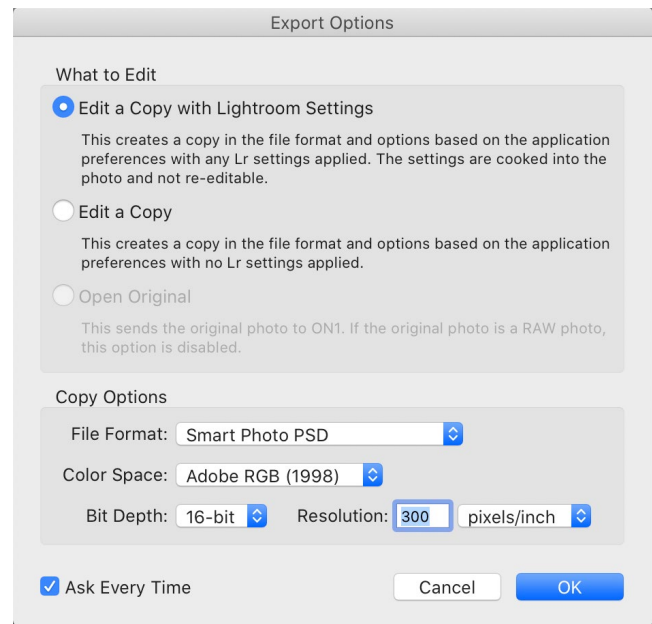 Export Options
What to Edit
Edit a Copy with Lightroom Settings
This creates a copy in the file format and options based on the application
preferences with any Lr settings applied. The settings are cooked into the
photo and not re-editable.
Edit a Copy
This creates a copy in the file format and options based on the application
preferences with no Lr settings applied.
Open Original
This sends the original photo to ON1. If the original photo is a RAW photo,
this option is disabled.
Copy Options
File Format: Smart Photo PSD
Color Space: Adobe RGB (1998)
Bit Depth: 16-bit Resolution: 300 pixels/inch
Ask Every Time Cancel OK